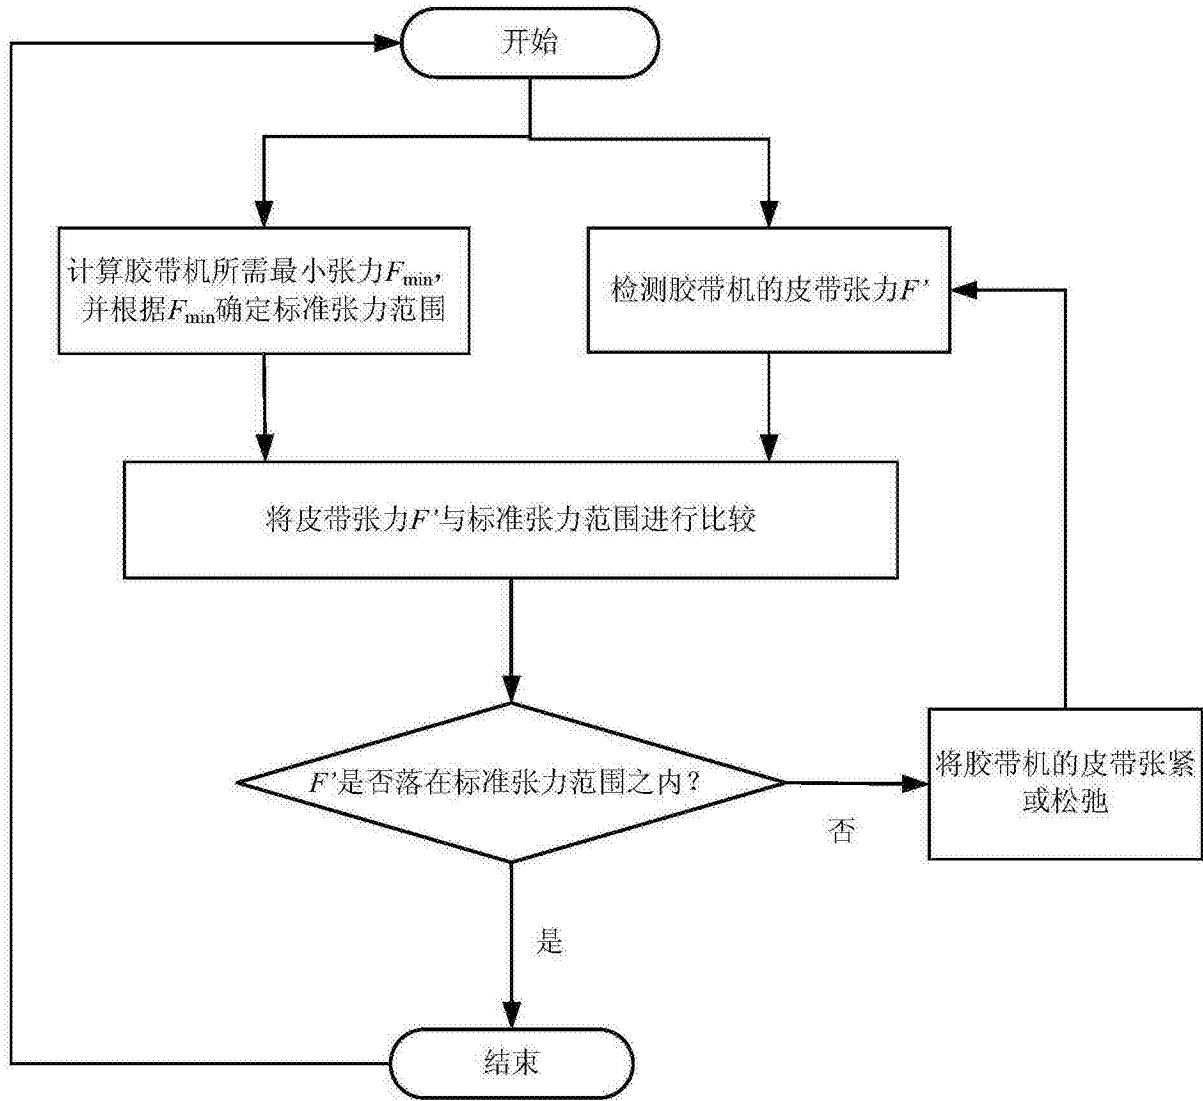 开始
计算胶带机所需最小张力Fmin，
并根据Fmin确定标准张力范围
检测胶带机的皮带张力F’
将皮带张力F’与标准张力范围进行比较
F’是否落在标准张力范围之内？
否
将胶带机的皮带张紧
或松弛
是
结束